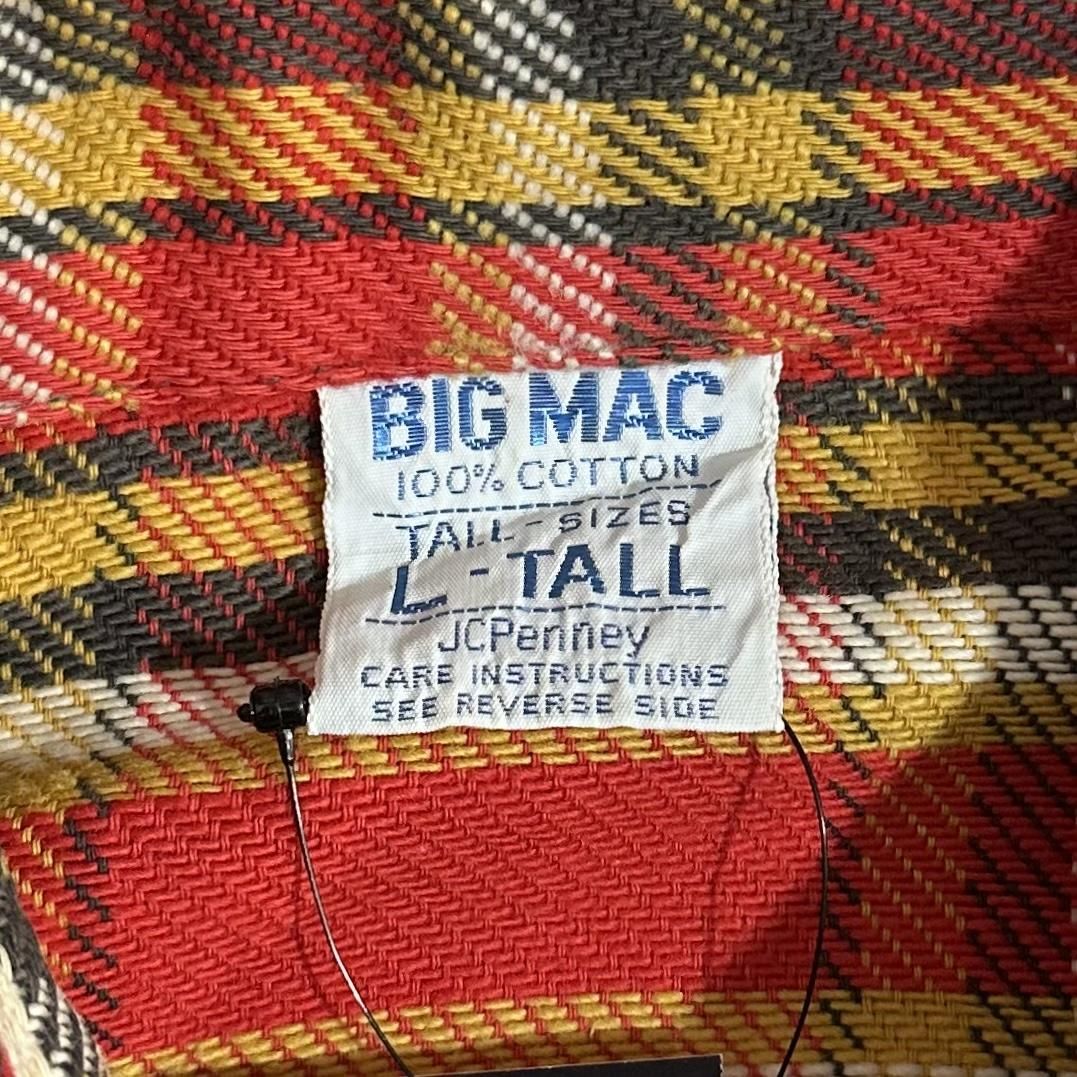 BIG MAC
100% COTTON
TALL-SIZES
L-TALL
JCPenney
CARE INSTRUCTIONS
SEE REVERSE SIDE